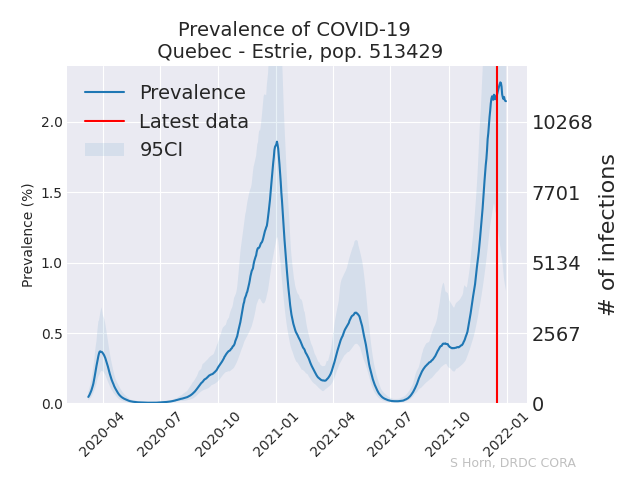 Prevalence of COVID-19
Quebec - Estrie, pop. 513429
Prevalence
Latest data
95CI
Prevalence (%)
2.0
1.5
1.0
0.5
0.0
10268
7701
5134
2567
0
# of infections
2020-04
2020-07
2020-10
2021-01
2021-04
2021-07
2021-10
2022-01
S Horn, DRDC CORA